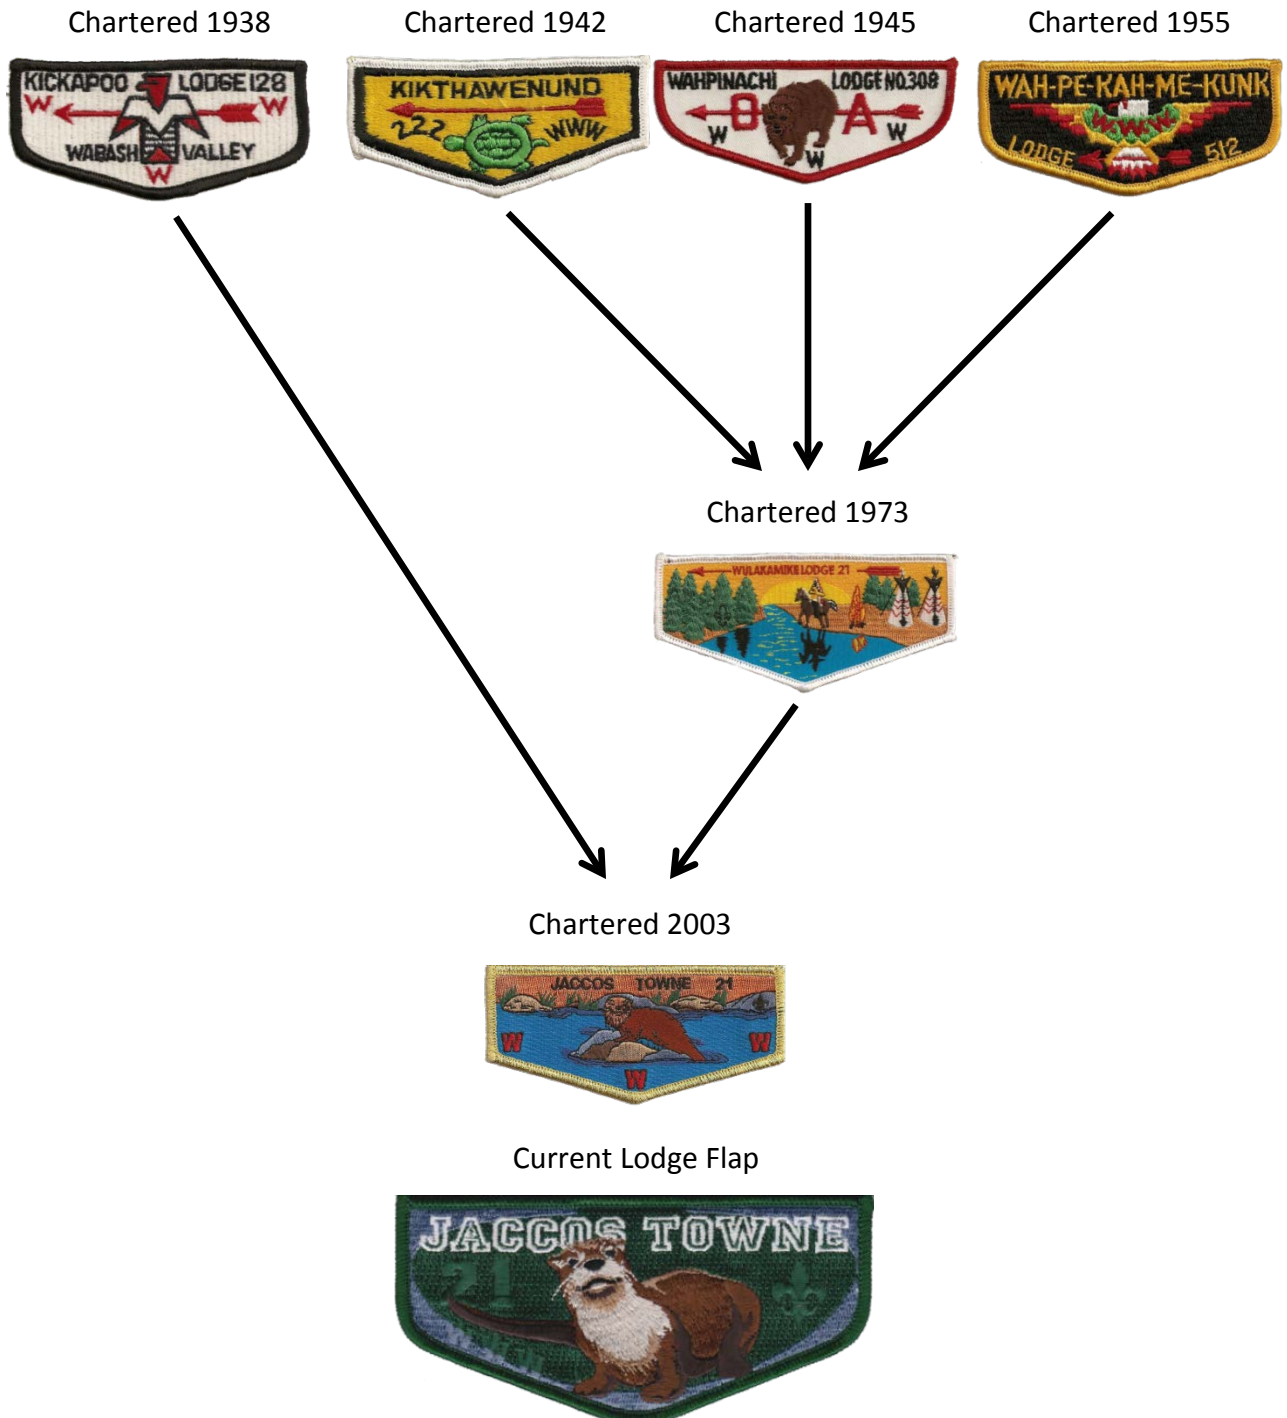 Chartered 1938
Chartered 1942
Chartered 1945
Chartered 1955
KICKAPOO LODGE 128
W W
WABASH VALLEY
W
KIKTHAWENUND
222 WWW
WAHPINACHI LODGE NO. 308
O A
W W
W
WAH-PE-KAH-ME-KUNK
WWW
LODGE 512
Chartered 1973
WULAKAMIKE LODGE 21
Chartered 2003
JACCOS TOWNE 21
W W
W
Current Lodge Flap
JACCOS TOWNE
21
WWW